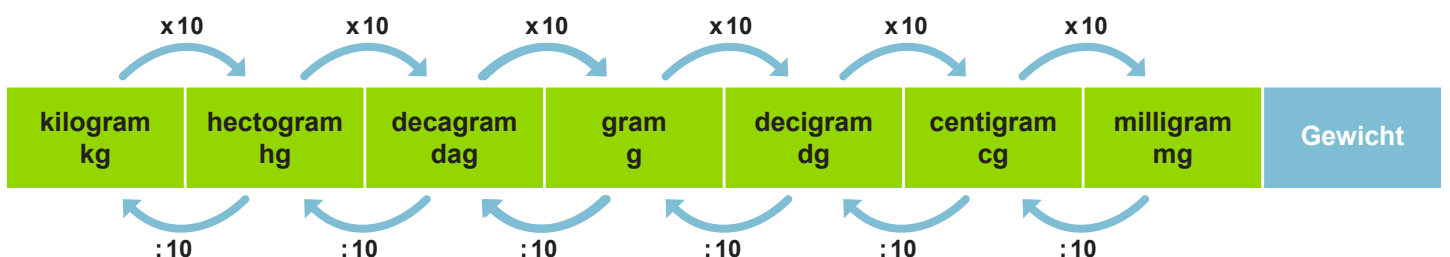 x10 x10 x10 x10 x10 x10
kilogram hectogram decagram gram decigram centigram milligram Gewicht
kg hg dag g dg cg mg
:10 :10 :10 :10 :10 :10